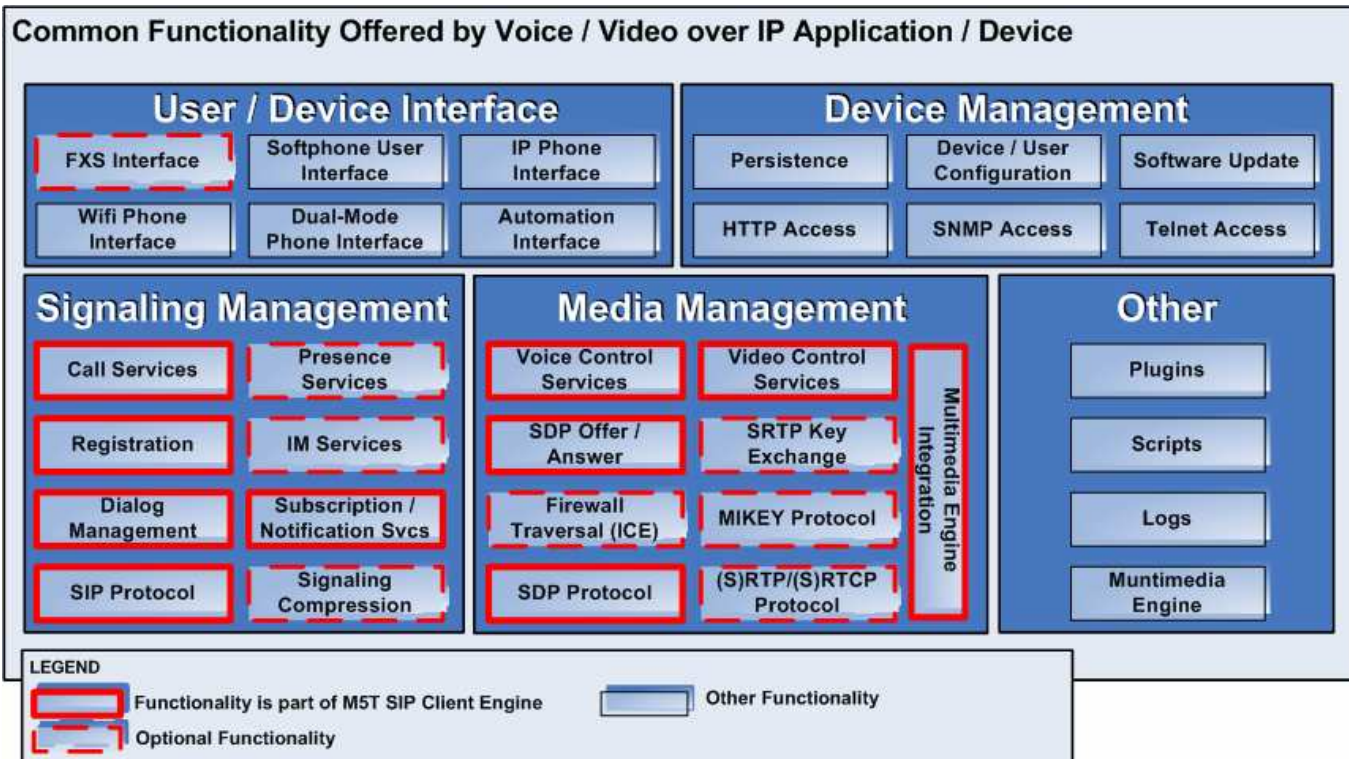 Common Functionality Offered by Voice / Video over IP Application / Device
User / Device Interface
FXS Interface
Softphone User
Interface
IP Phone
Interface
Wifi Phone
Interface
Dual-Mode
Phone Interface
Automation
Interface
Device Management
Persistence
Device / User
Configuration
Software Update
HTTP Access
SNMP Access
Telnet Access
Signaling Management
Call Services
Presence
Services
Registration
IM Services
Dialog
Management
Subscription /
Notification Svcs
SIP Protocol
Signaling
Compression
Media Management
Voice Control
Services
Video Control
Services
SDP Offer /
Answer
SRTP Key
Exchange
Firewall
Traversal (ICE)
MIKEY Protocol
SDP Protocol
(S)RTP/(S)RTCP
Protocol
Multimedia Engine
Integration
Other
Plugins
Scripts
Logs
Muntimedia
Engine
LEGEND
Functionality is part of M5T SIP Client Engine
Other Functionality
Optional Functionality